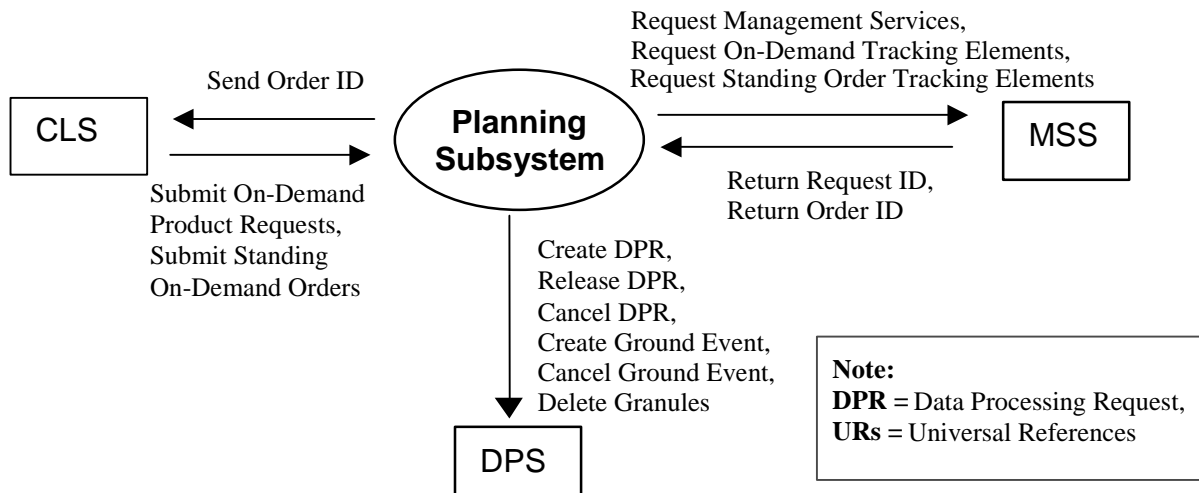 Request Management Services,
Request On-Demand Tracking Elements,
Request Standing Order Tracking Elements
Send Order ID
CLS
Planning
Subsystem
MSS
Submit On-Demand
Product Requests,
Submit Standing
On-Demand Orders
Return Request ID,
Return Order ID
Create DPR,
Release DPR,
Cancel DPR,
Create Ground Event,
Cancel Ground Event,
Delete Granules
DPS
Note:
DPR = Data Processing Request,
URs = Universal References